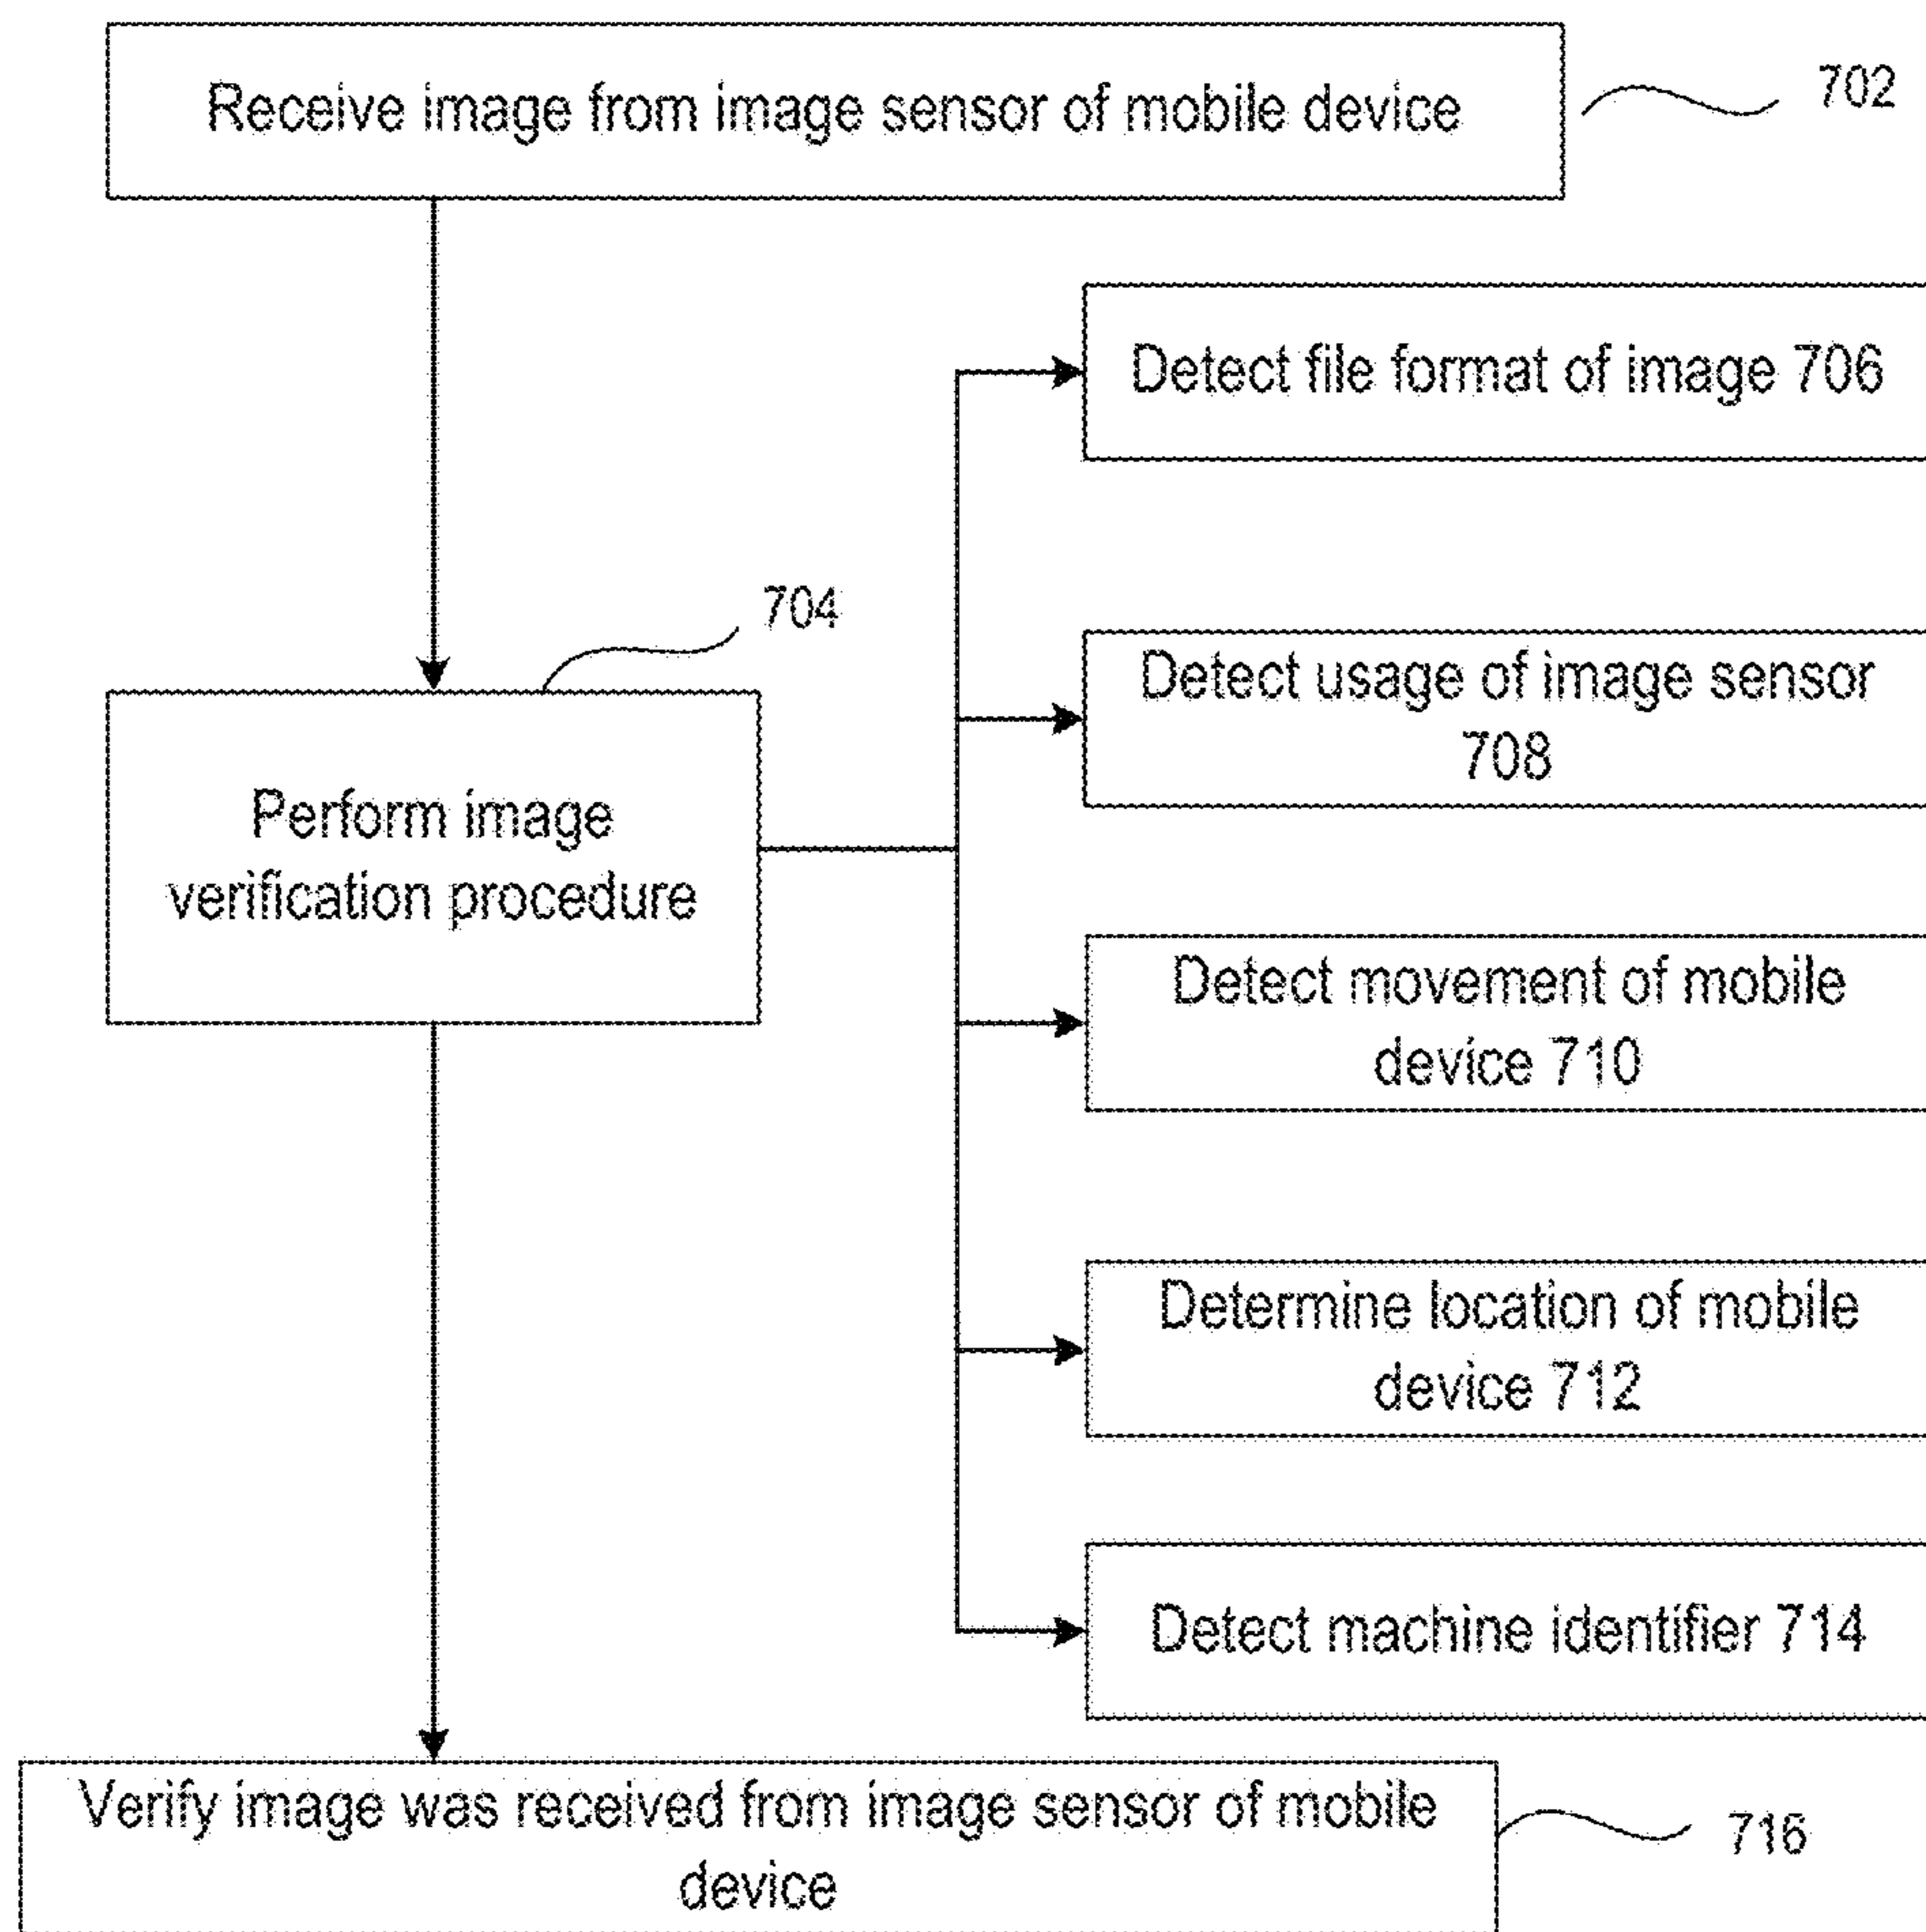 Receive image from image sensor of mobile device
702
Detect file format of image 706
704
Detect usage of image sensor
708
Perform image
verification procedure
Detect movement of mobile
device 710
Determine location of mobile
device 712
Detect machine identifier 714
Verify image was received from image sensor of mobile
device
716